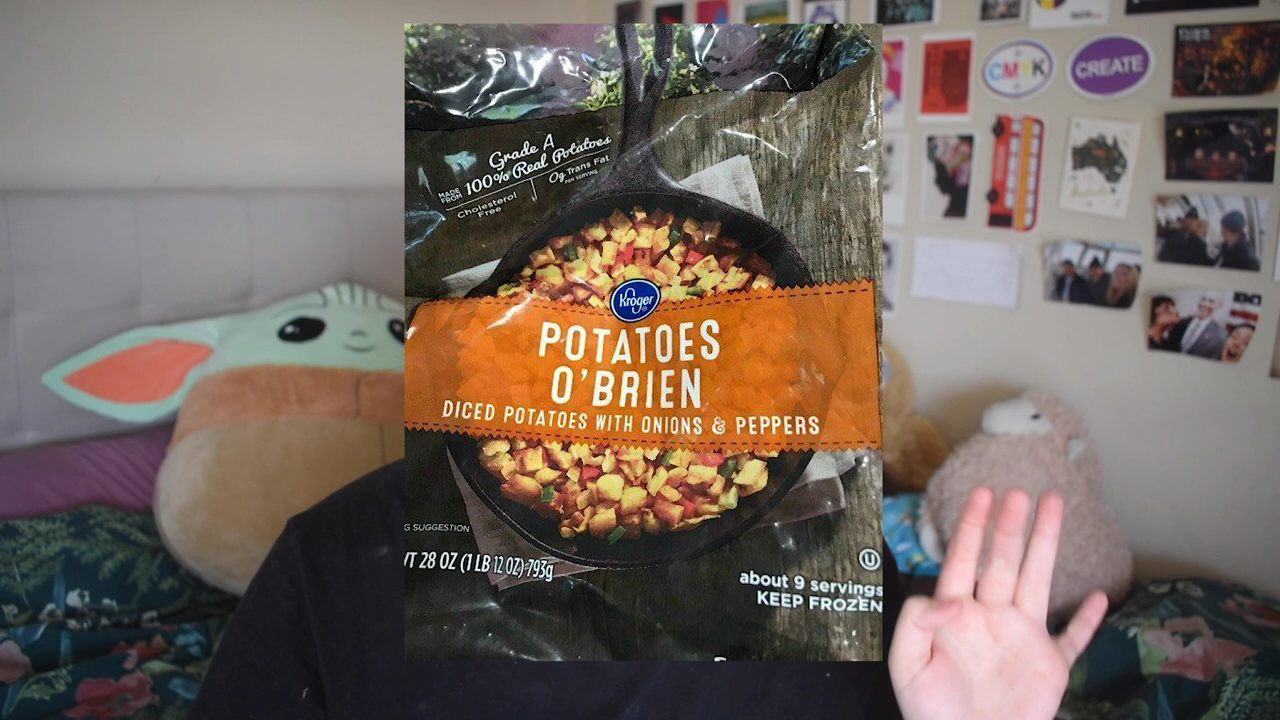 CMYK
CREATE
Grade A
MADE FROM 100% Real Potatoes
Cholesterol Free
0g Trans Fat
PER SERVING
Kroger
POTATOES
O'BRIEN
DICED POTATOES WITH ONIONS & PEPPERS
G SUGGESTION
WT 28 OZ (1 LB 12 OZ) 793g
U
about 9 servings
KEEP FROZEN